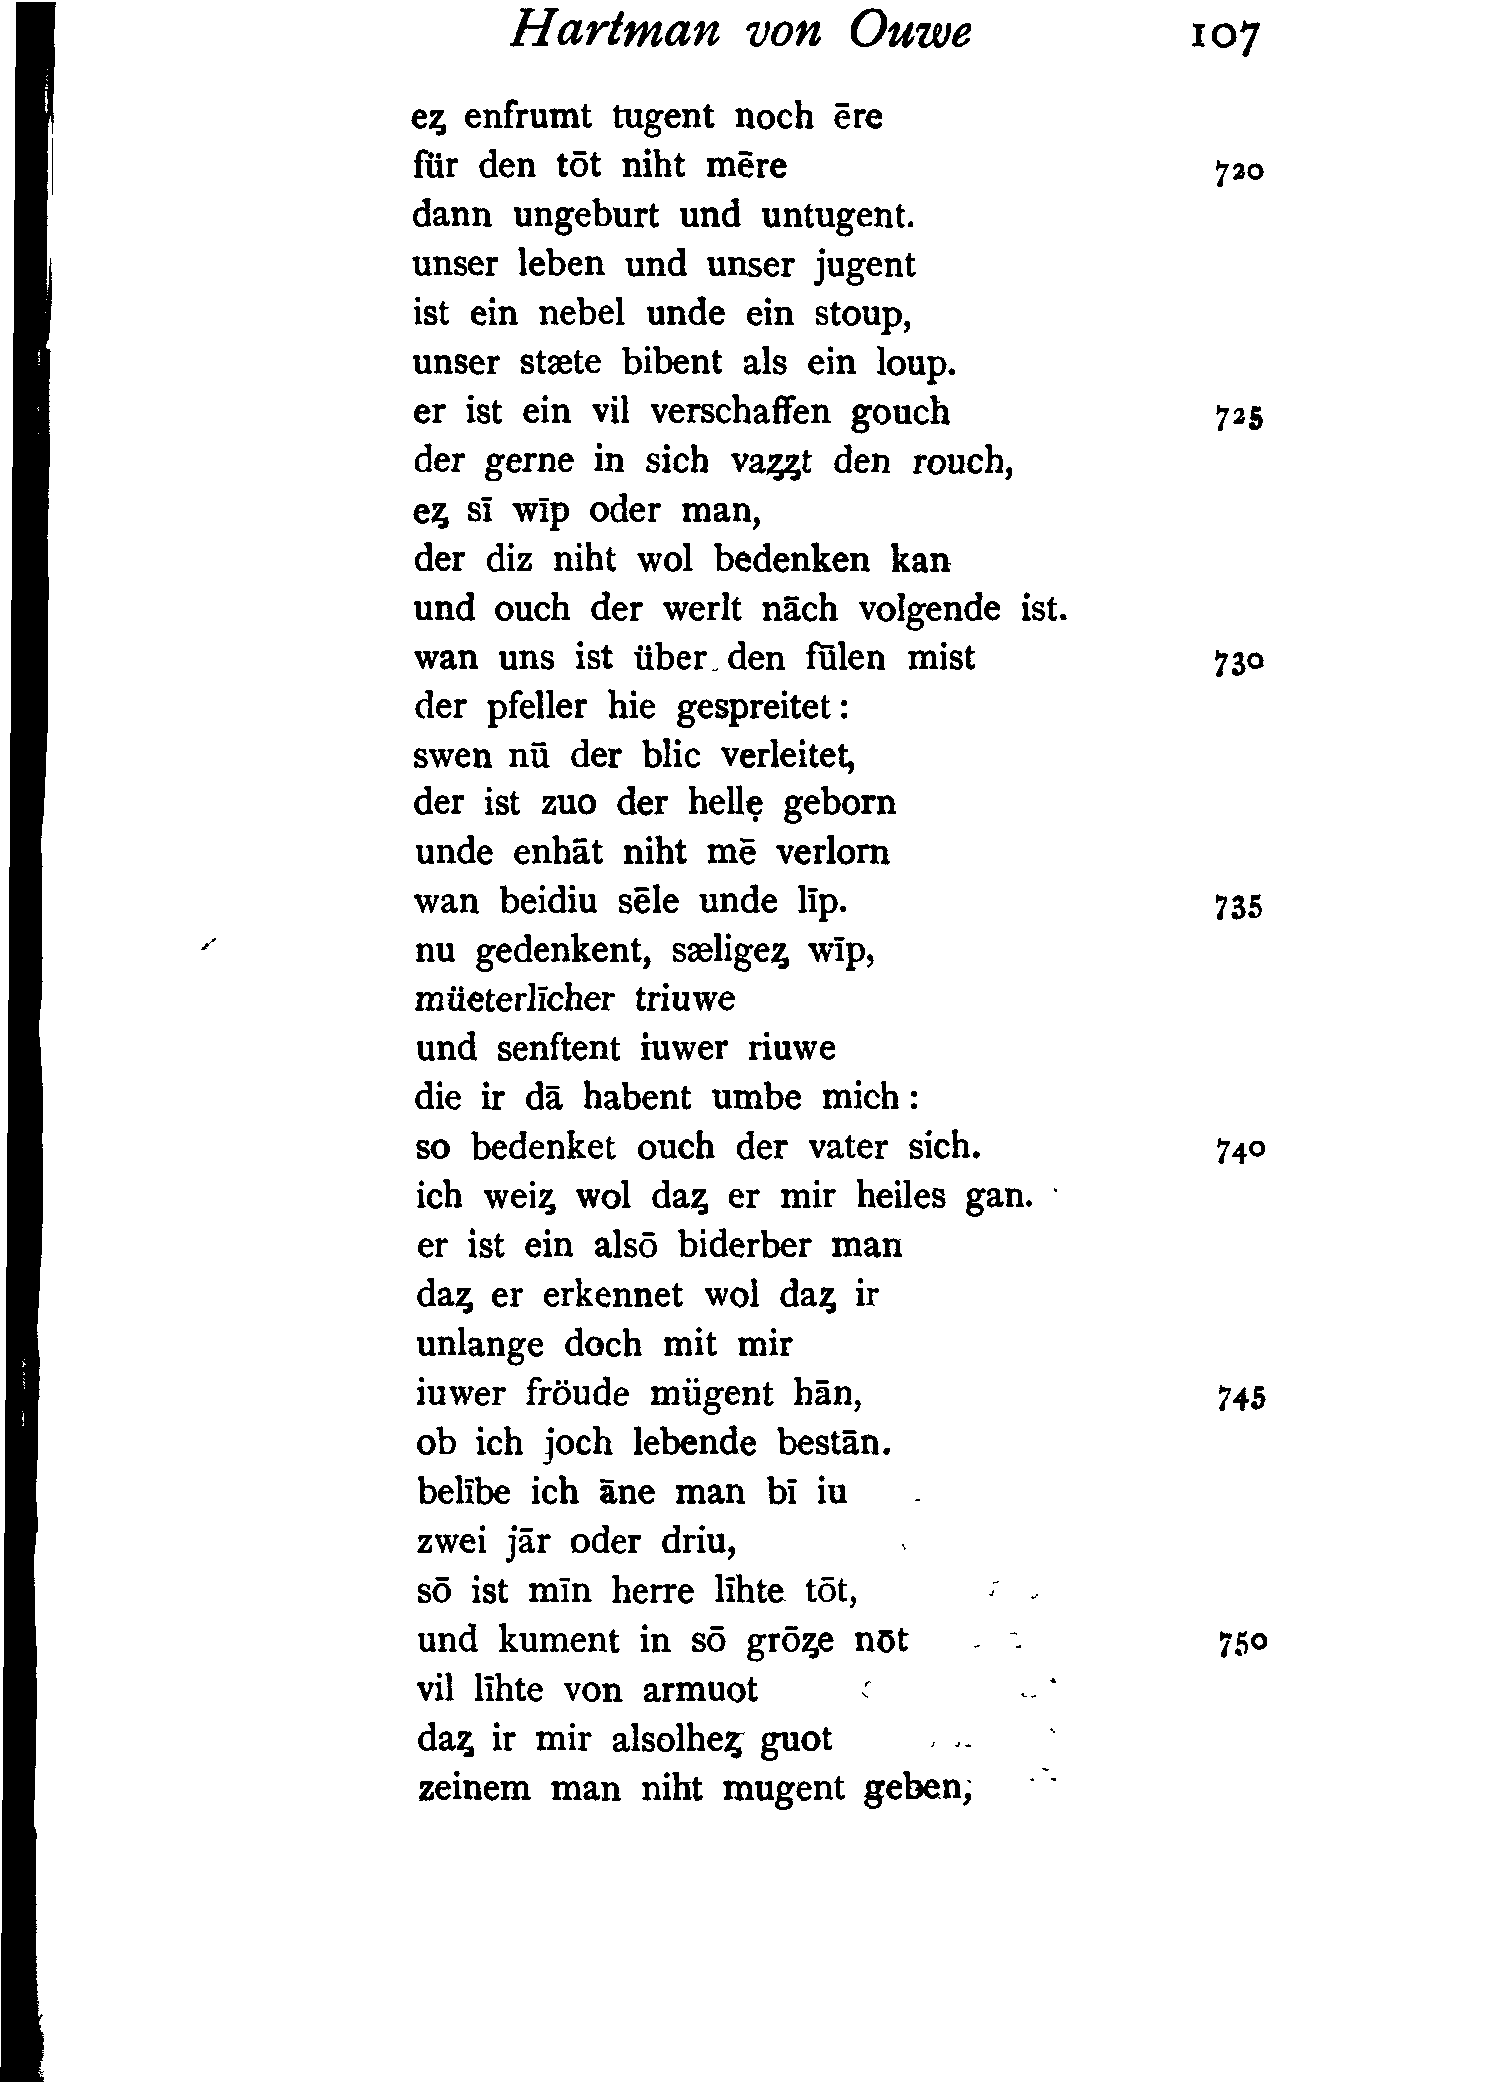 Hartman von Ouwe 107
eȥ enfrumt tugent noch ēre
für den tōt niht mēre 720
dann ungeburt und untugent.
unser leben und unser jugent
ist ein nebel unde ein stoup,
unser stæte bibent als ein loup.
er ist ein vil verschaffen gouch 725
der gerne in sich vaȥȥt den rouch,
eȥ sī wīp oder man,
der diz niht wol bedenken kan
und ouch der werlt nāch volgende ist.
wan uns ist über den fūlen mist 730
der pfeller hie gespreitet:
swen nū der blic verleitet,
der ist zuo der hellẹ geborn
unde enhāt niht mē verlorn
wan beidiu sēle unde līp. 735
nu gedenkent, sæligeȥ wīp,
müeterlīcher triuwe
und senftent iuwer riuwe
die ir dā habent umbe mich:
so bedenket ouch der vater sich. 740
ich weiȥ wol daȥ er mir heiles gan.
er ist ein alsō biderber man
daȥ er erkennet wol daȥ ir
unlange doch mit mir
iuwer fröude mügent hān, 745
ob ich joch lebende bestān.
belībe ich āne man bī iu
zwei jār oder driu,
sō ist mīn herre līhte tōt,
und kument in sō grōȥe nōt 750
vil līhte von armuot
daȥ ir mir alsolheȥ guot
zeinem man niht mugent geben,